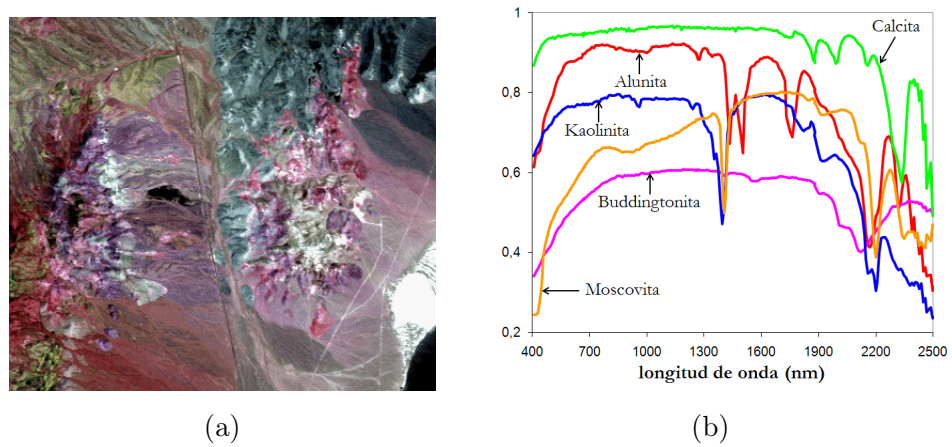 1
0,8
0,6
0,4
0,2
Calcita
Alunita
Kaolinita
Buddingtonita
Moscovita
400 700 1000 1300 1600 1900 2200 2500
longitud de onda (nm)
(a) (b)